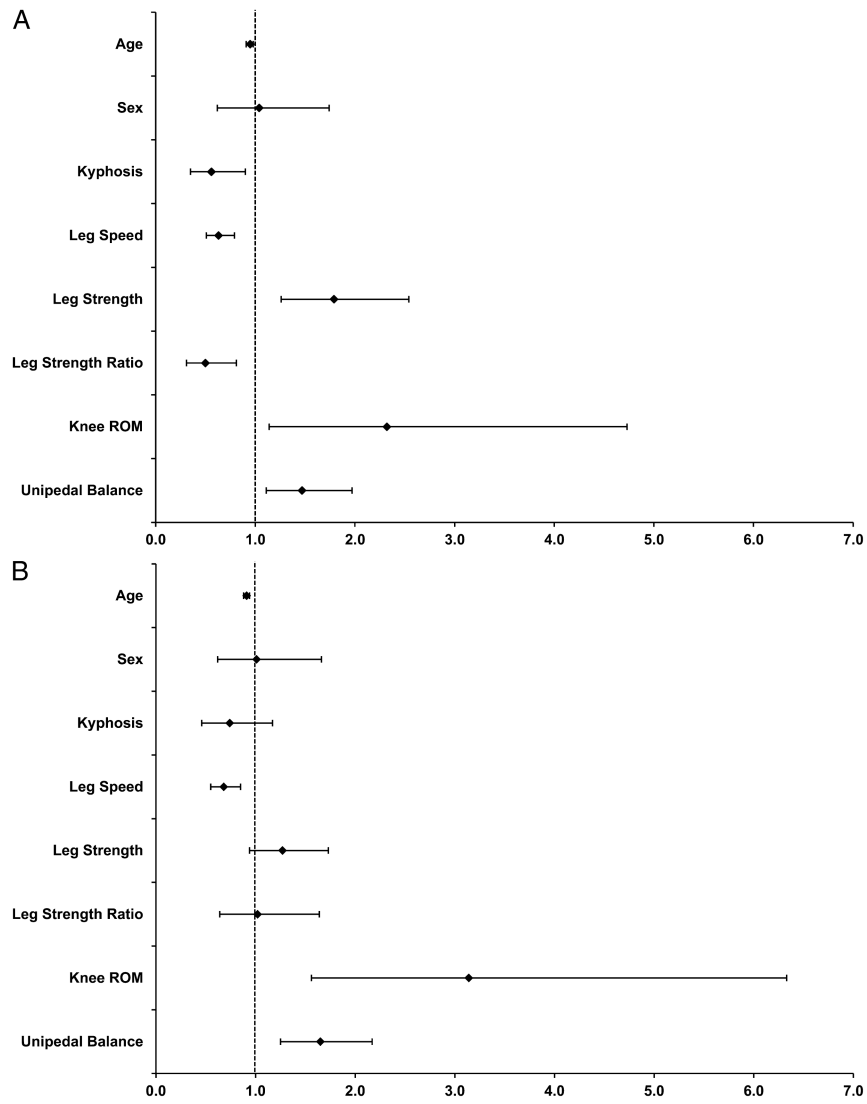 A
Age
Sex
Kyphosis
Leg Speed
Leg Strength
Leg Strength Ratio
Knee ROM
Unipedal Balance
0.0 1.0 2.0 3.0 4.0 5.0 6.0 7.0
B
Age
Sex
Kyphosis
Leg Speed
Leg Strength
Leg Strength Ratio
Knee ROM
Unipedal Balance
0.0 1.0 2.0 3.0 4.0 5.0 6.0 7.0